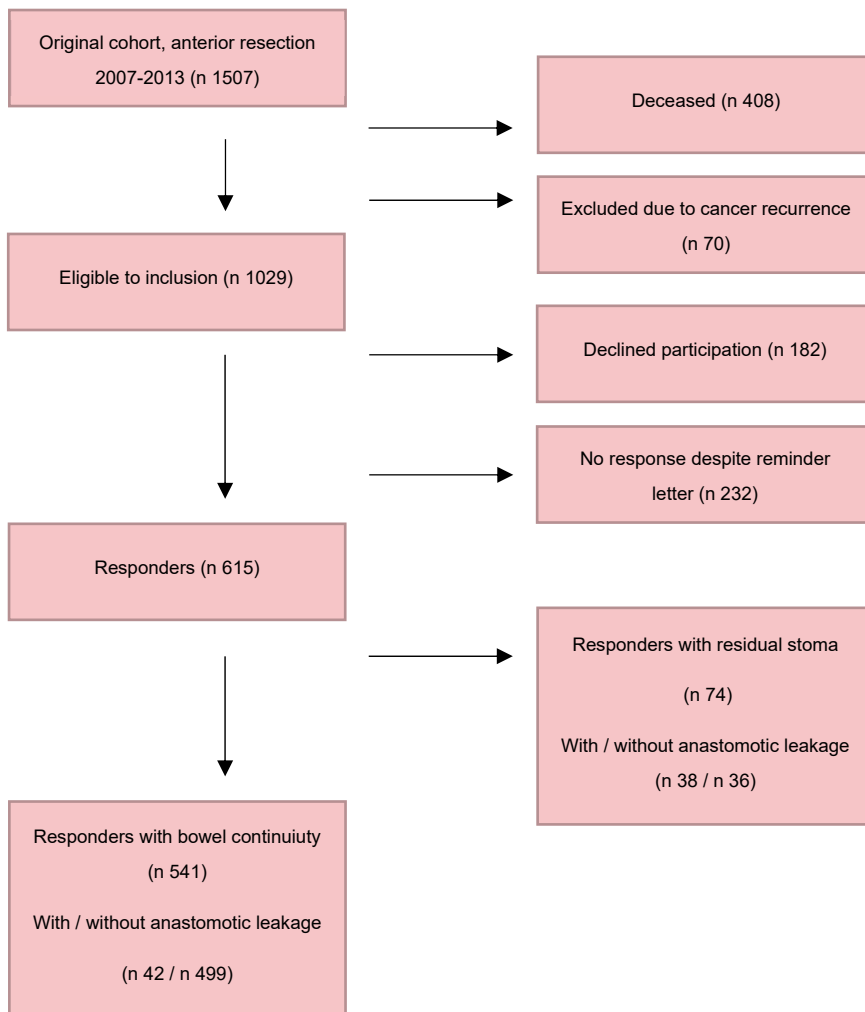 Original cohort, anterior resection
2007-2013 (n 1507)
Deceased (n 408)
Excluded due to cancer recurrence
(n 70)
Eligible to inclusion (n 1029)
Declined participation (n 182)
No response despite reminder
letter (n 232)
Responders (n 615)
Responders with residual stoma
(n 74)
With / without anastomotic leakage
(n 38 / n 36)
Responders with bowel continuiuty
(n 541)
With / without anastomotic leakage
(n 42 / n 499)